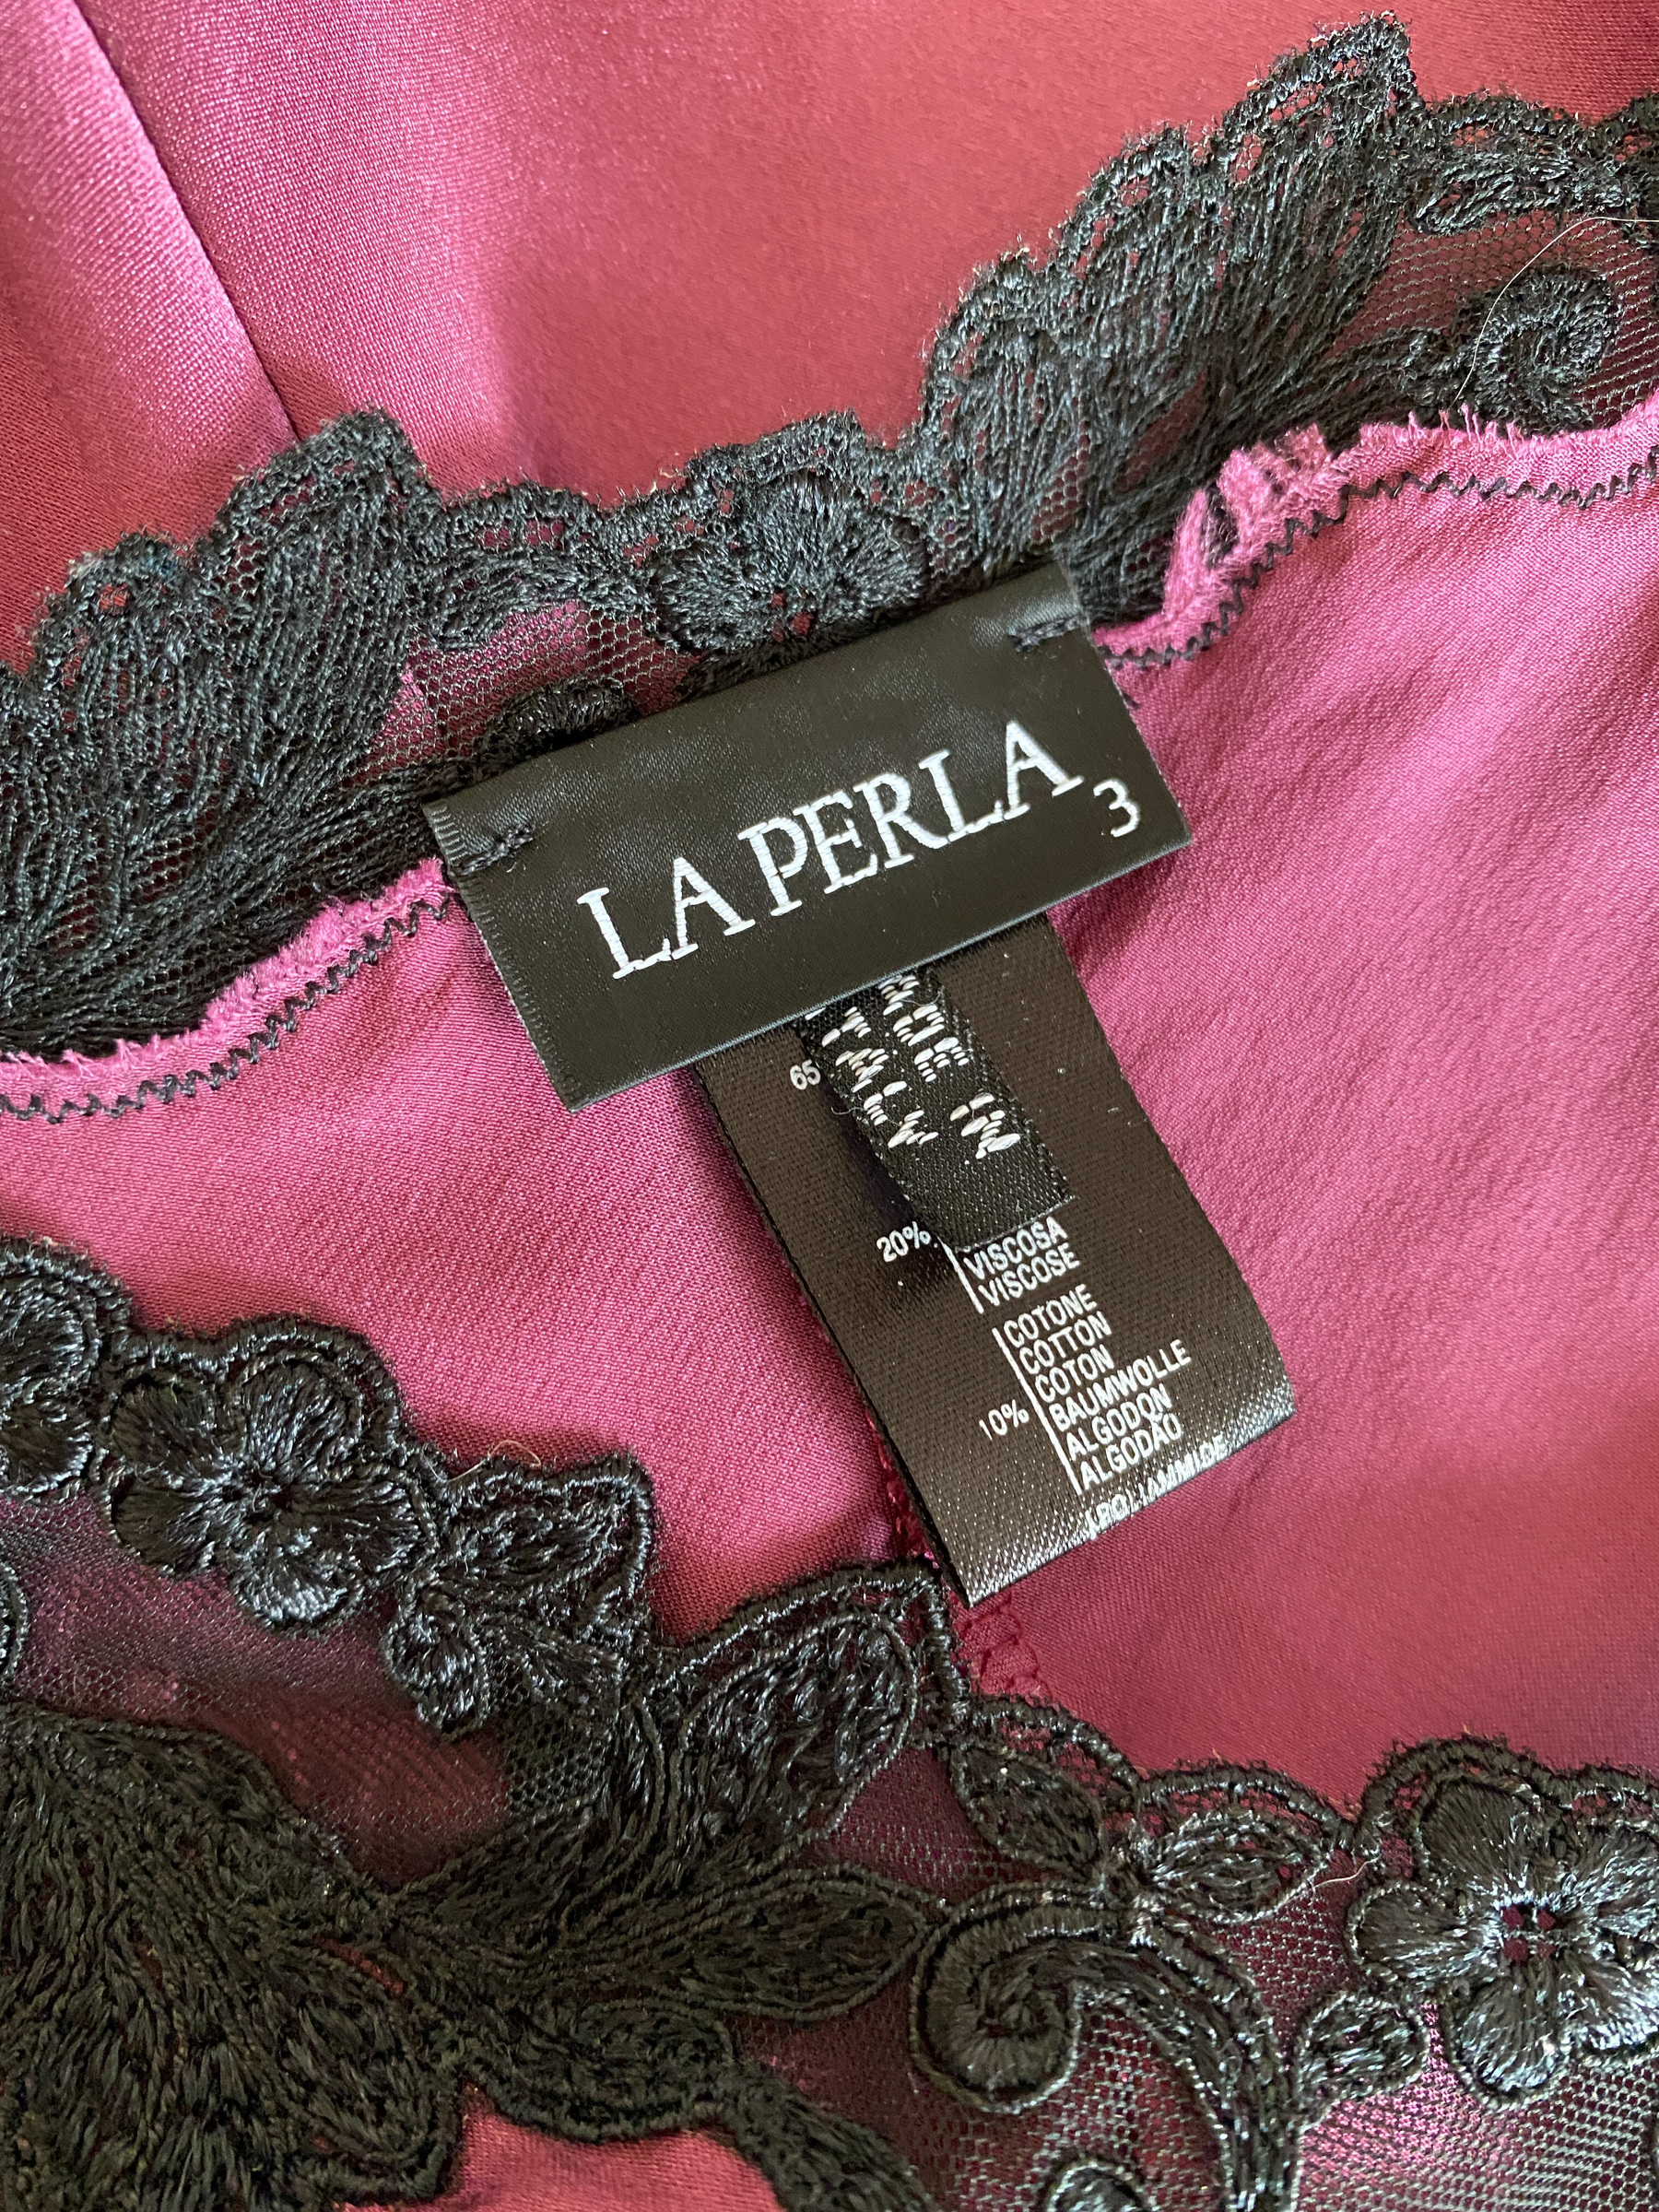 LA PERLA
3
65
20%
VISCOSA
VISCOSE
COTONE
COTTON
COTON
10%
BAUMWOLLE
ALGODON
ALGODÃO